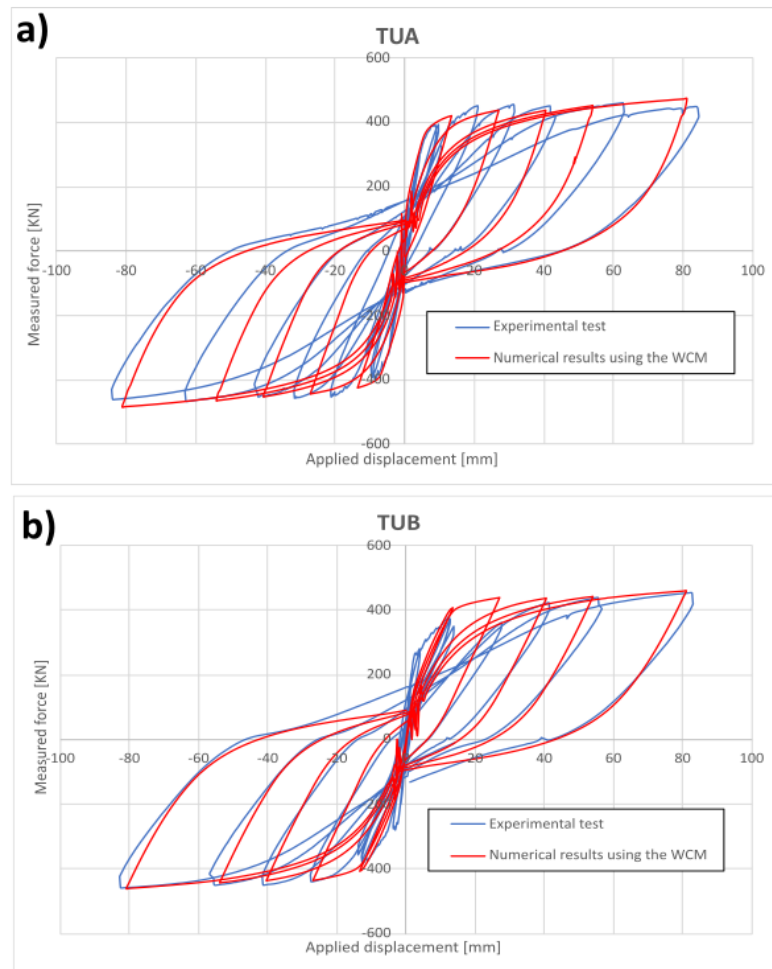 a)
TUA
600
400
200
0
-200
-400
-600
-100 -80 -60 -40 -20 0 20 40 60 80 100
Measured force [KN]
Applied displacement [mm]
Experimental test
Numerical results using the WCM
b)
TUB
600
400
200
0
-200
-400
-600
-100 -80 -60 -40 -20 0 20 40 60 80 100
Measured force [KN]
Applied displacement [mm]
Experimental test
Numerical results using the WCM